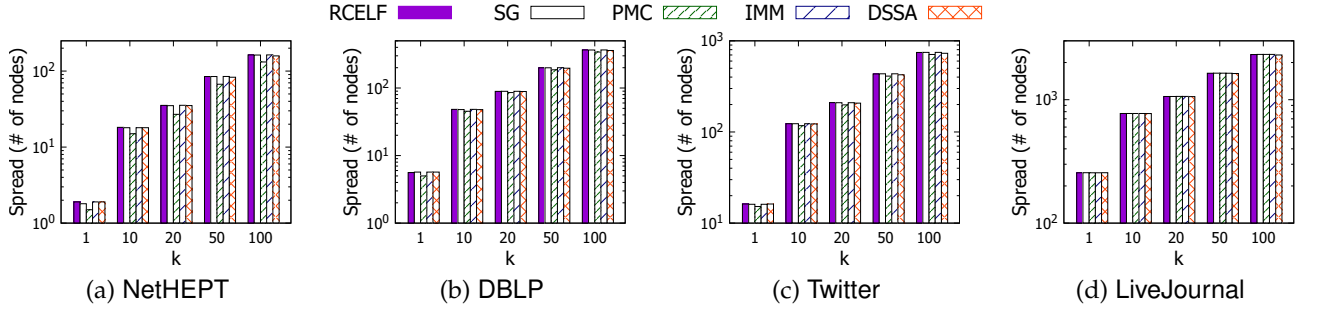 RCELF SG PMC IMM DSSA
Spread (# of nodes)
10^2
10^1
10^0
1 10 20 50 100
k
(a) NetHEPT
Spread (# of nodes)
10^2
10^1
10^0
1 10 20 50 100
k
(b) DBLP
Spread (# of nodes)
10^3
10^2
10^1
1 10 20 50 100
k
(c) Twitter
Spread (# of nodes)
10^3
10^2
1 10 20 50 100
k
(d) LiveJournal